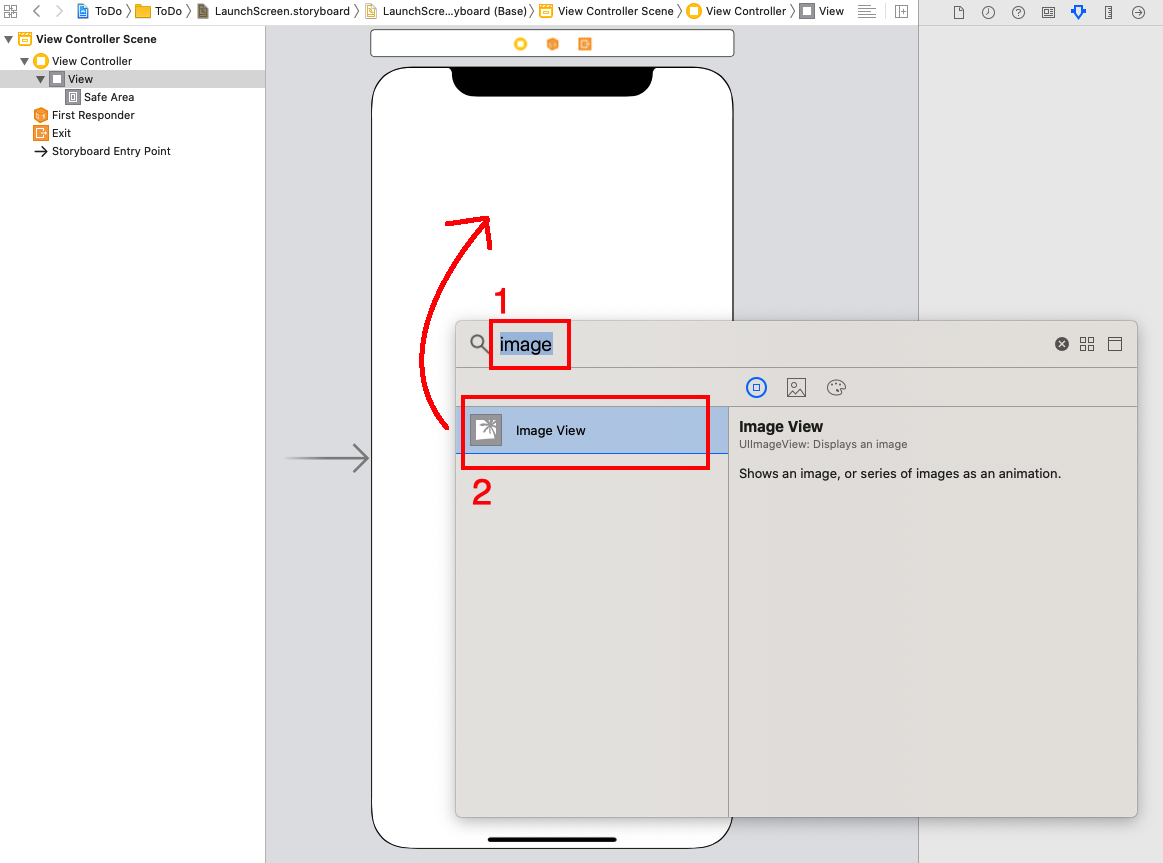 ToDo ToDo LaunchScreen.storyboard LaunchScre...yboard (Base) View Controller Scene View Controller View
View Controller Scene
View Controller
View
Safe Area
First Responder
Exit
Storyboard Entry Point
1
image
Image View
2
Image View
UIImageView: Displays an image
Shows an image, or series of images as an animation.